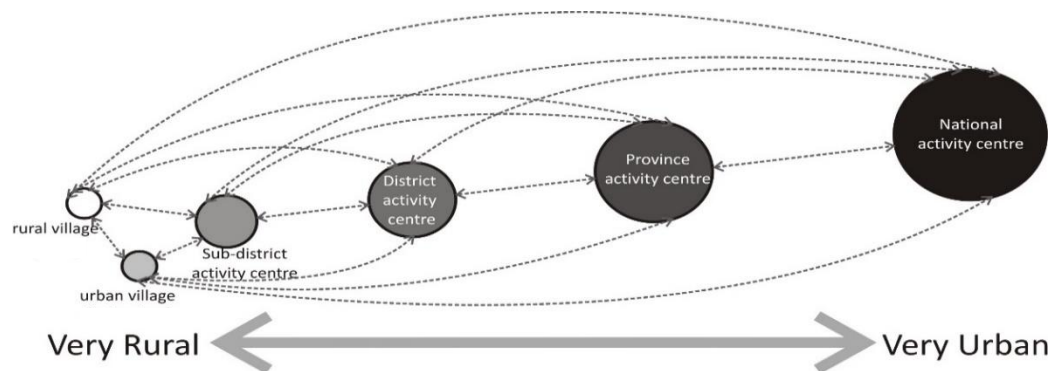 National
activity centre
Province
activity centre
District
activity
centre
rural village
Sub-district
activity centre
urban village
Very Rural
Very Urban